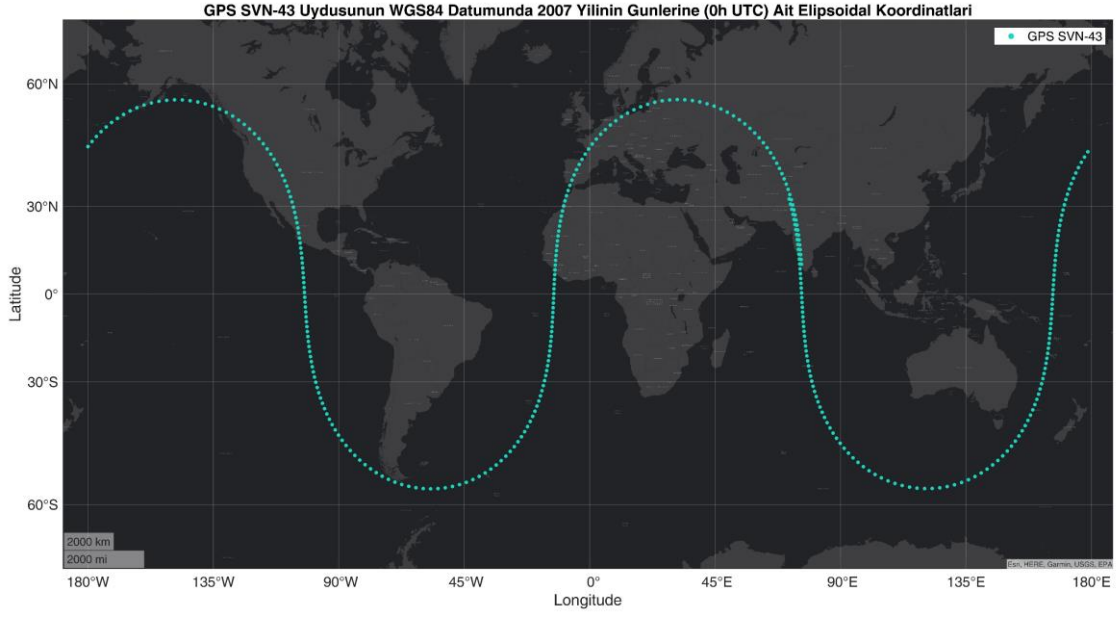 GPS SVN-43 Uydusunun WGS84 Datumunda 2007 Yilinin Gunlerine (0h UTC) Ait Elipsoidal Koordinatlari
GPS SVN-43
60°N
30°N
0°
30°S
60°S
Latitude
2000 km
2000 mi
Esri, HERE, Garmin, USGS, EPA
180°W 135°W 90°W 45°W 0° 45°E 90°E 135°E 180°E
Longitude